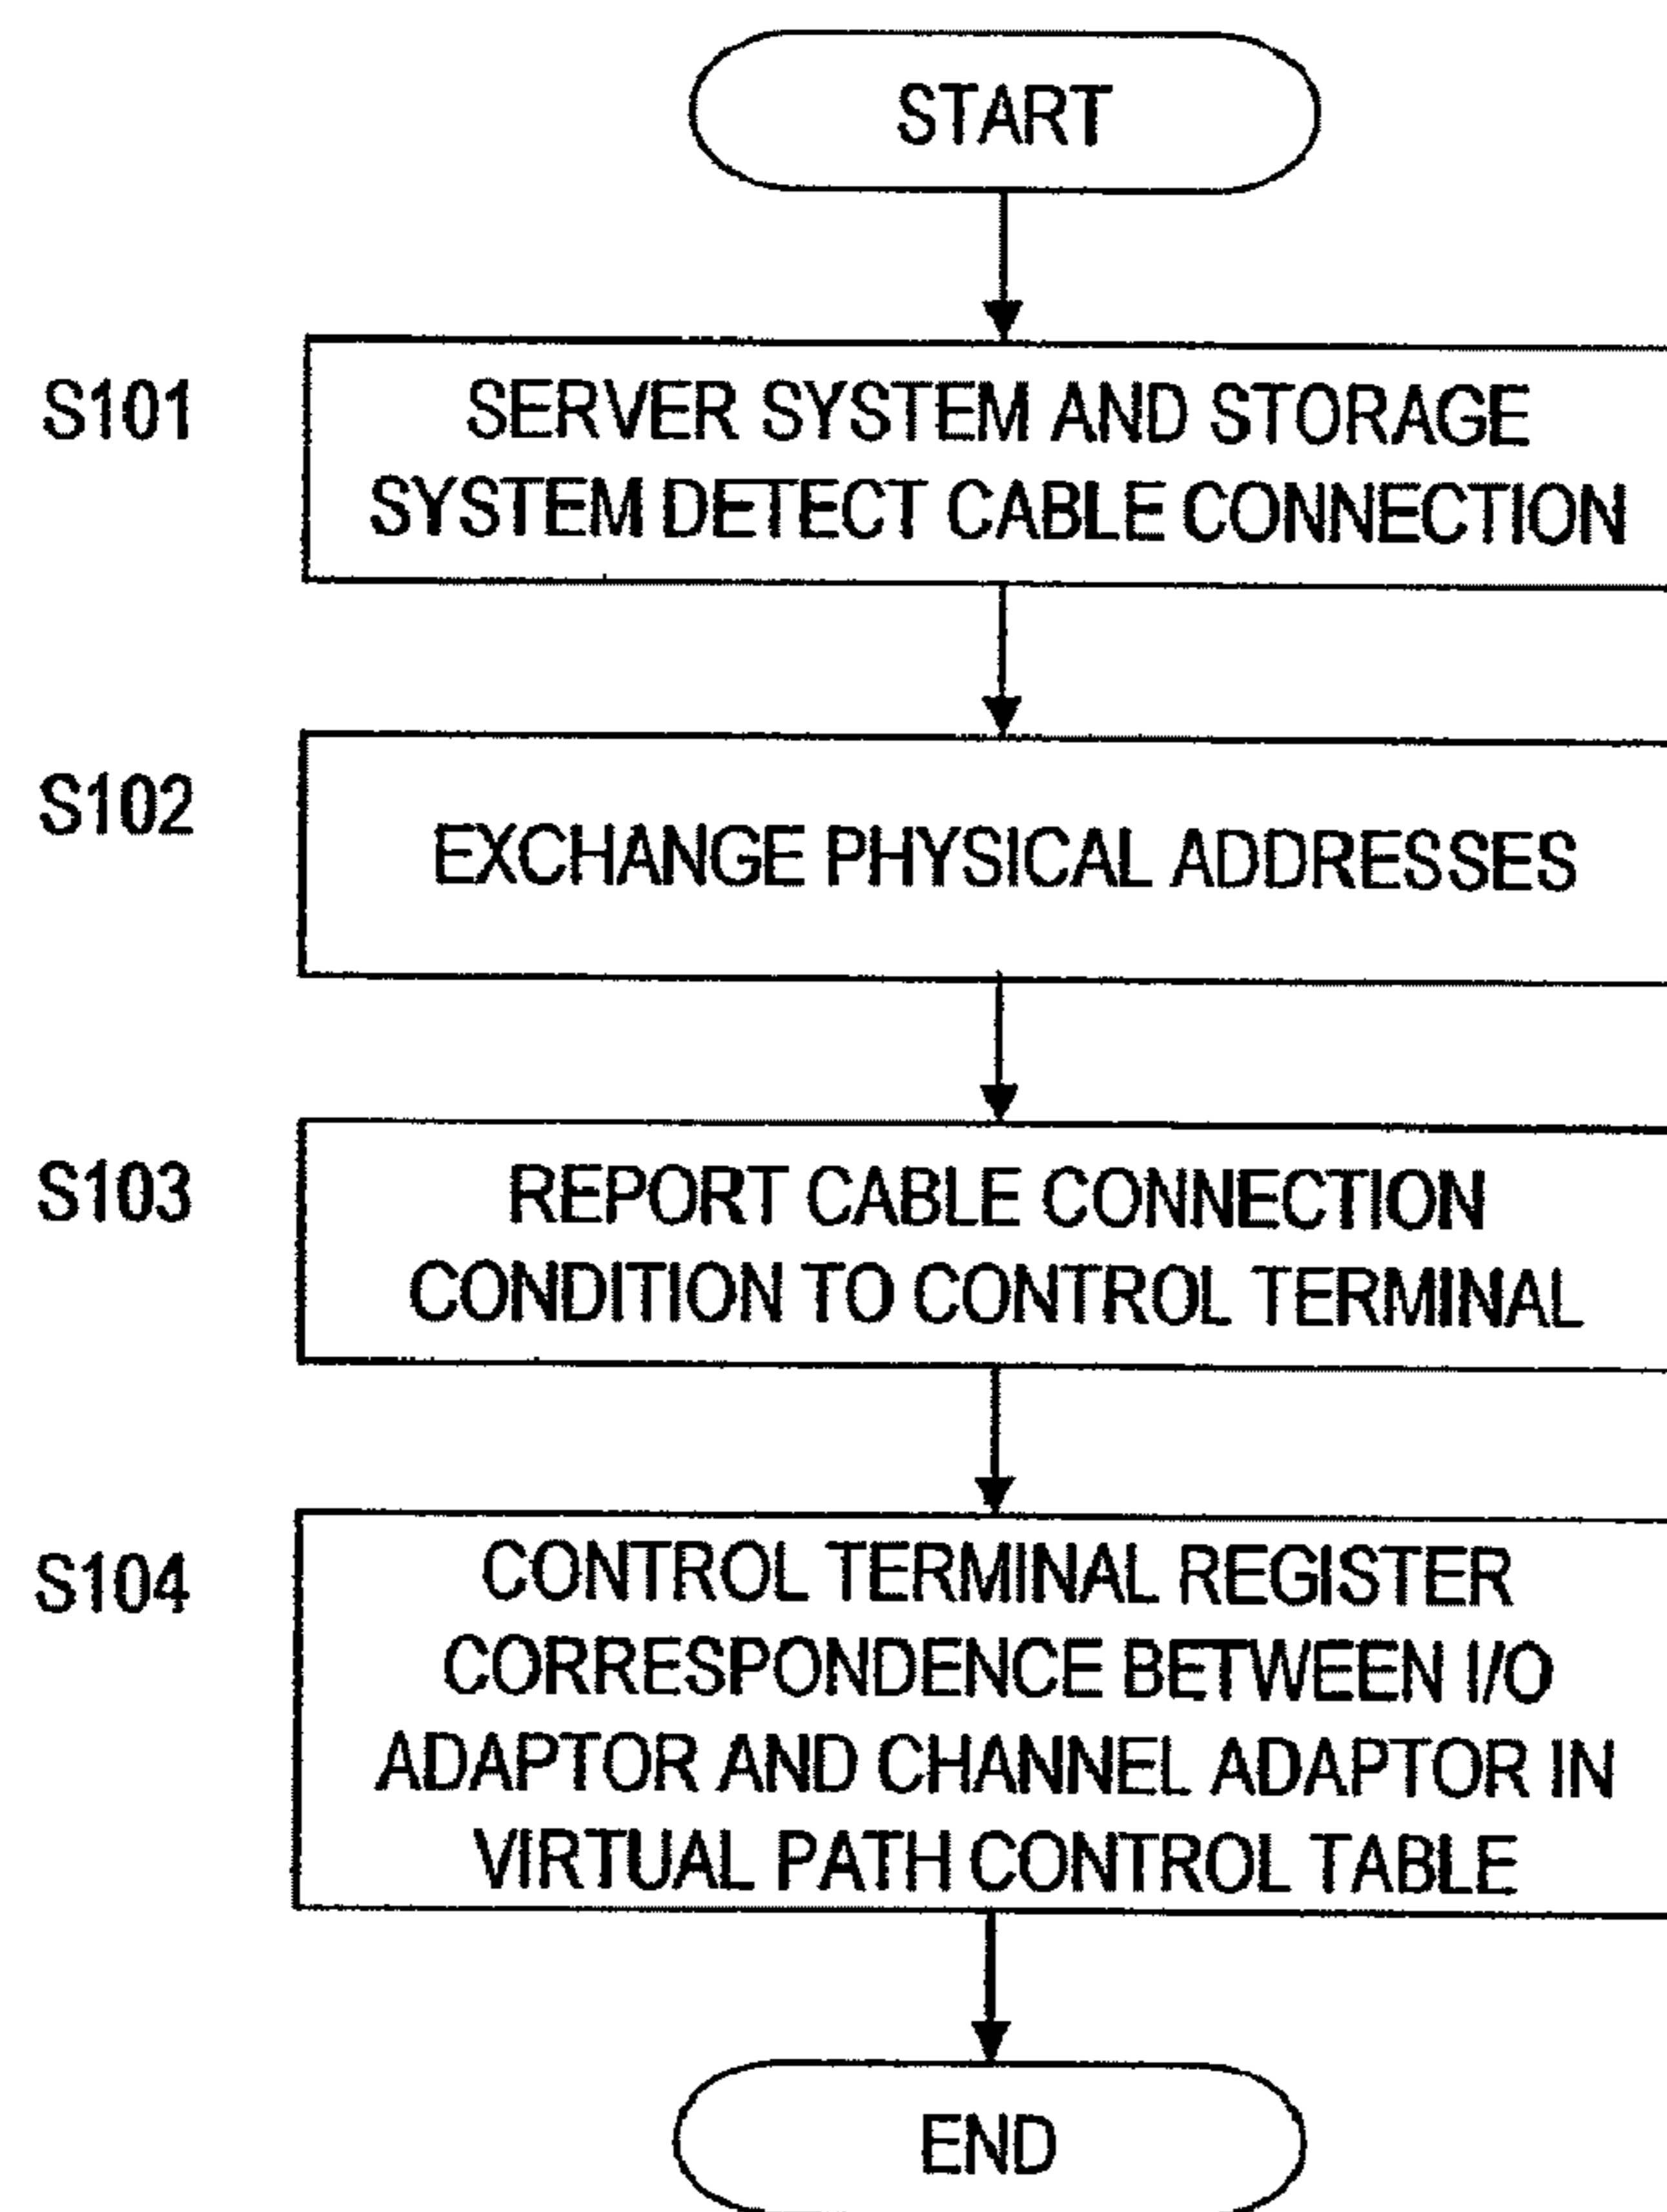 START
S101
SERVER SYSTEM AND STORAGE
SYSTEM DETECT CABLE CONNECTION
S102
EXCHANGE PHYSICAL ADDRESSES
S103
REPORT CABLE CONNECTION
CONDITION TO CONTROL TERMINAL
S104
CONTROL TERMINAL REGISTER
CORRESPONDENCE BETWEEN I/O
ADAPTOR AND CHANNEL ADAPTOR IN
VIRTUAL PATH CONTROL TABLE
END